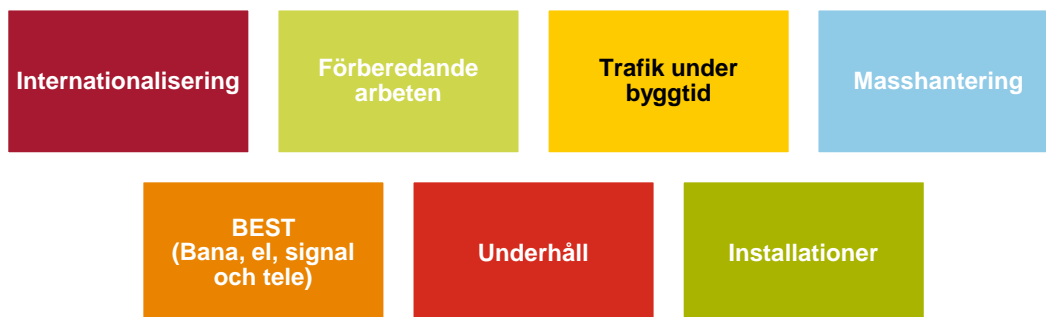 Internationalisering
Förberedande
arbeten
Trafik under
byggtid
Masshantering
BEST
(Bana, el, signal
och tele)
Underhåll
Installationer